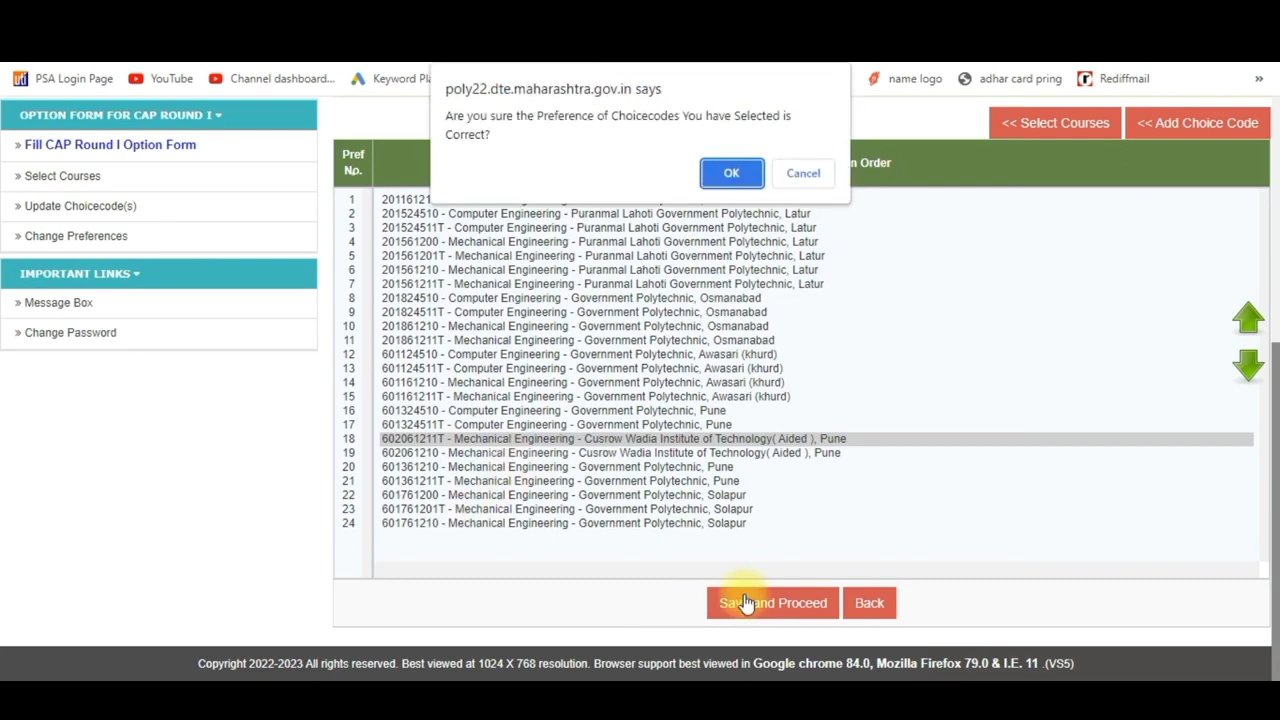 PSA Login Page YouTube Channel dashboard... Keyword Pl name logo adhar card pring Rediffmail »
poly22.dte.maharashtra.gov.in says
Are you sure the Preference of Choicecodes You have Selected is
Correct?
OK Cancel
OPTION FORM FOR CAP ROUND I
» Fill CAP Round I Option Form
» Select Courses
» Update Choicecode(s)
» Change Preferences
IMPORTANT LINKS
» Message Box
» Change Password
<< Select Courses << Add Choice Code
Pref
No.
n Order
1 20116121
2 201524510 - Computer Engineering - Puranmal Lahoti Government Polytechnic, Latur
3 201524511T - Computer Engineering - Puranmal Lahoti Government Polytechnic, Latur
4 201561200 - Mechanical Engineering - Puranmal Lahoti Government Polytechnic, Latur
5 201561201T - Mechanical Engineering - Puranmal Lahoti Government Polytechnic, Latur
6 201561210 - Mechanical Engineering - Puranmal Lahoti Government Polytechnic, Latur
7 201561211T - Mechanical Engineering - Puranmal Lahoti Government Polytechnic, Latur
8 201824510 - Computer Engineering - Government Polytechnic, Osmanabad
9 201824511T - Computer Engineering - Government Polytechnic, Osmanabad
10 201861210 - Mechanical Engineering - Government Polytechnic, Osmanabad
11 201861211T - Mechanical Engineering - Government Polytechnic, Osmanabad
12 601124510 - Computer Engineering - Government Polytechnic, Awasari (khurd)
13 601124511T - Computer Engineering - Government Polytechnic, Awasari (khurd)
14 601161210 - Mechanical Engineering - Government Polytechnic, Awasari (khurd)
15 601161211T - Mechanical Engineering - Government Polytechnic, Awasari (khurd)
16 601324510 - Computer Engineering - Government Polytechnic, Pune
17 601324511T - Computer Engineering - Government Polytechnic, Pune
18 602061211T - Mechanical Engineering - Cusrow Wadia Institute of Technology( Aided ), Pune
19 602061210 - Mechanical Engineering - Cusrow Wadia Institute of Technology( Aided ), Pune
20 601361210 - Mechanical Engineering - Government Polytechnic, Pune
21 601361211T - Mechanical Engineering - Government Polytechnic, Pune
22 601761200 - Mechanical Engineering - Government Polytechnic, Solapur
23 601761201T - Mechanical Engineering - Government Polytechnic, Solapur
24 601761210 - Mechanical Engineering - Government Polytechnic, Solapur
Save and Proceed Back
Copyright 2022-2023 All rights reserved. Best viewed at 1024 X 768 resolution. Browser support best viewed in Google chrome 84.0, Mozilla Firefox 79.0 & I.E. 11 .(VS5)